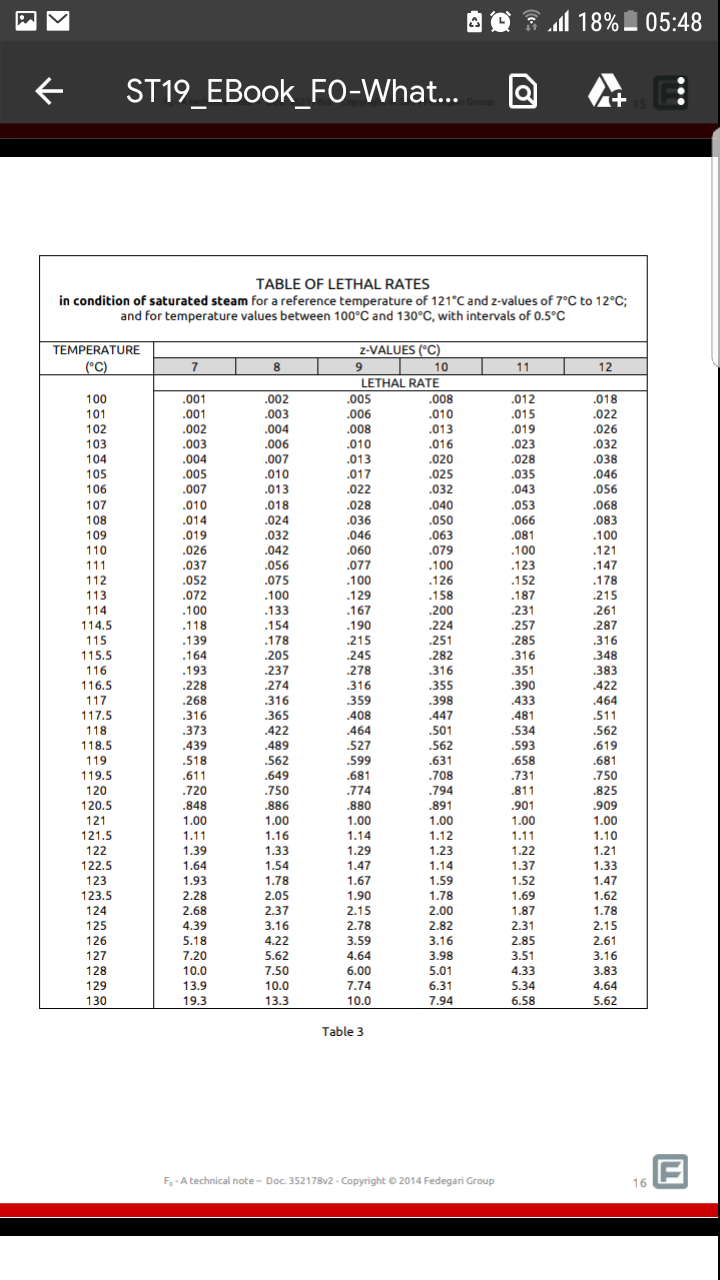 18% 05:48
ST19_EBook_F0-What...
TABLE OF LETHAL RATES
in condition of saturated steam for a reference temperature of 121°C and z-values of 7°C to 12°C;
and for temperature values between 100°C and 130°C, with intervals of 0.5°C
TEMPERATURE z-VALUES (°C)
(°C) 7 8 9 10 11 12
LETHAL RATE
100 .001 .002 .005 .008 .012 .018
101 .001 .003 .006 .010 .015 .022
102 .002 .004 .008 .013 .019 .026
103 .003 .006 .010 .016 .023 .032
104 .004 .007 .013 .020 .028 .038
105 .005 .010 .017 .025 .035 .046
106 .007 .013 .022 .032 .043 .056
107 .010 .018 .028 .040 .053 .068
108 .014 .024 .036 .050 .066 .083
109 .019 .032 .046 .063 .081 .100
110 .026 .042 .060 .079 .100 .121
111 .037 .056 .077 .100 .123 .147
112 .052 .075 .100 .126 .152 .178
113 .072 .100 .129 .158 .187 .215
114 .100 .133 .167 .200 .231 .261
114.5 .118 .154 .190 .224 .257 .287
115 .139 .178 .215 .251 .285 .316
115.5 .164 .205 .245 .282 .316 .348
116 .193 .237 .278 .316 .351 .383
116.5 .228 .274 .316 .355 .390 .422
117 .268 .316 .359 .398 .433 .464
117.5 .316 .365 .408 .447 .481 .511
118 .373 .422 .464 .501 .534 .562
118.5 .439 .489 .527 .562 .593 .619
119 .518 .562 .599 .631 .658 .681
119.5 .611 .649 .681 .708 .731 .750
120 .720 .750 .774 .794 .811 .825
120.5 .848 .886 .880 .891 .901 .909
121 1.00 1.00 1.00 1.00 1.00 1.00
121.5 1.11 1.16 1.14 1.12 1.11 1.10
122 1.39 1.33 1.29 1.23 1.22 1.21
122.5 1.64 1.54 1.47 1.14 1.37 1.33
123 1.93 1.78 1.67 1.59 1.52 1.47
123.5 2.28 2.05 1.90 1.78 1.69 1.62
124 2.68 2.37 2.15 2.00 1.87 1.78
125 4.39 3.16 2.78 2.82 2.31 2.15
126 5.18 4.22 3.59 3.16 2.85 2.61
127 7.20 5.62 4.64 3.98 3.51 3.16
128 10.0 7.50 6.00 5.01 4.33 3.83
129 13.9 10.0 7.74 6.31 5.34 4.64
130 19.3 13.3 10.0 7.94 6.58 5.62
Table 3
F₀ - A technical note – Doc. 352178v2 - Copyright © 2014 Fedegari Group 16